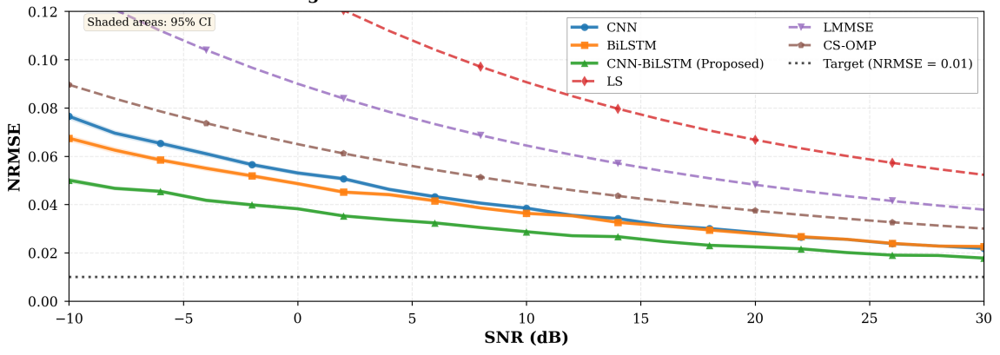 0.12
0.10
0.08
0.06
0.04
0.02
0.00
NRMSE
Shaded areas: 95% CI
CNN
BiLSTM
CNN-BiLSTM (Proposed)
LS
LMMSE
CS-OMP
Target (NRMSE = 0.01)
−10 −5 0 5 10 15 20 25 30
SNR (dB)